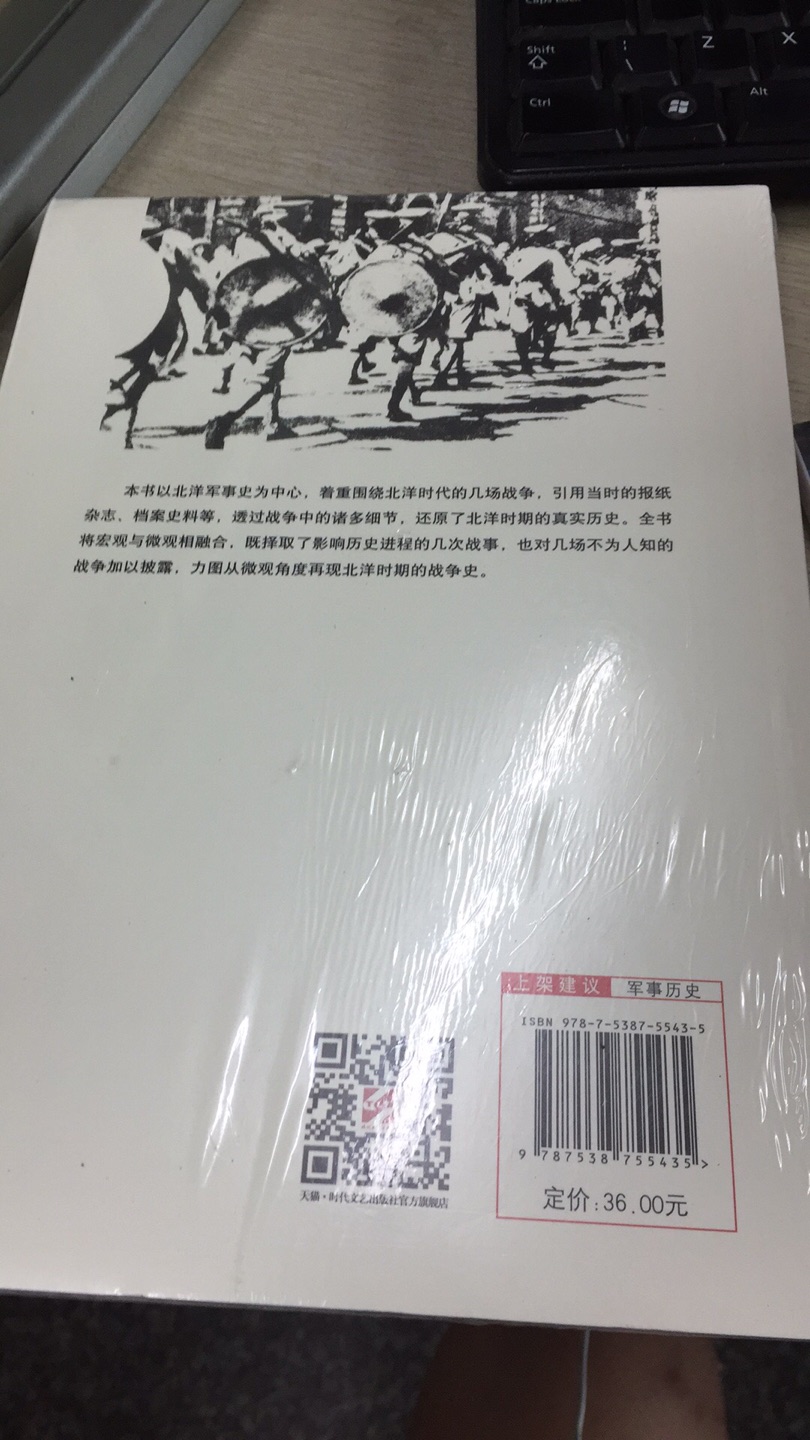 Caps Lock
Shift
Z
X
Ctrl
Alt
本书以北洋军事史为中心，着重围绕北洋时代的几场战争，引用当时的报纸
杂志、档案史料等，透过战争中的诸多细节，还原了北洋时期的真实历史。全书
将宏观与微观相融合，既择取了影响历史进程的几次战事，也对几场不为人知的
战争加以披露，力图从微观角度再现北洋时期的战争史。
上架建议 军事历史
ISBN 978-7-5387-5543-5
9 787538 755435 >
定价:36.00元
天猫·时代文艺出版社官方旗舰店